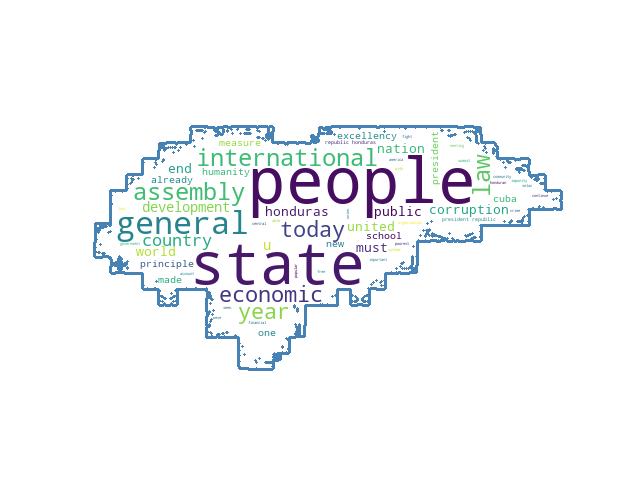 excellency
measure
republic honduras
people
international
nation
president
law
end
humanity
already
assembly
cuba
development
honduras
public
corruption
general
today
united
country
u
new
must
school
world
principle
state
made
economic
year
one
president republic